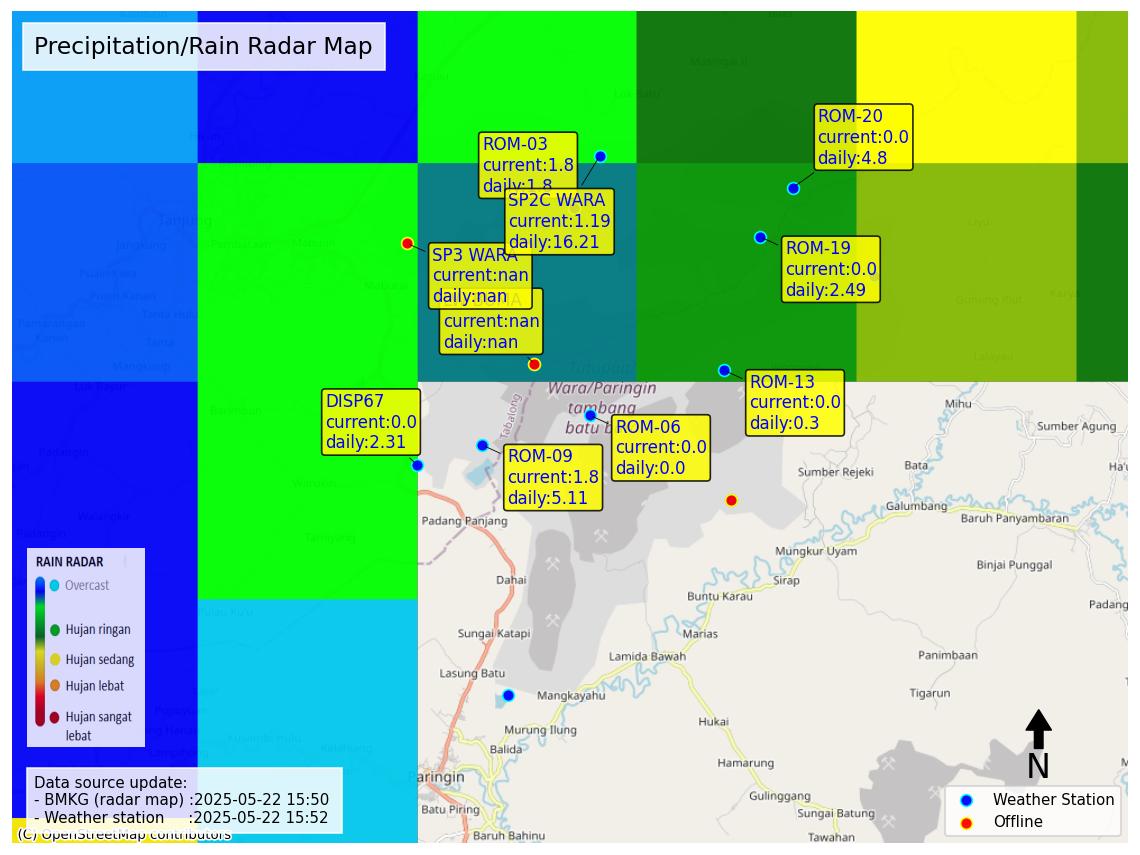 Precipitation/Rain Radar Map
ROM-20
current:0.0
daily:4.8
ROM-03
current:1.8
daily:1.8
SP2C WARA
current:1.19
daily:16.21
ROM-19
current:0.0
daily:2.49
SP3 WARA
current:nan
daily:nan
current:nan
daily:nan
ROM-13
current:0.0
daily:0.3
DISP67
current:0.0
daily:2.31
ROM-06
current:0.0
daily:0.0
ROM-09
current:1.8
daily:5.11
Tanjung
Jangkung
Maburai
Tutupan/
Wara/Paringin
tambang
batu b
Tabalong
Mihu
Sumber Agung
Bata
Sumber Rejeki
Ha'u
Galumbang
Baruh Panyambaran
Padang Panjang
Mungkur Uyam
Binjai Punggal
Dahai
Sirap
Buntu Karau
Padang
Sungai Katapi
Marias
Lamida Bawah
Panimbaan
Lasung Batu
Mangkayahu
Tigarun
Murung Ilung
Hukai
Balida
Hamarung
Paringin
Gulinggang
Batu Piring
Sungai Batung
Baruh Bahinu
Tawahan
RAIN RADAR
Overcast
Hujan ringan
Hujan sedang
Hujan lebat
Hujan sangat
lebat
Data source update:
- BMKG (radar map) :2025-05-22 15:50
- Weather station :2025-05-22 15:52
(C) OpenStreetMap contributors
N
Weather Station
Offline